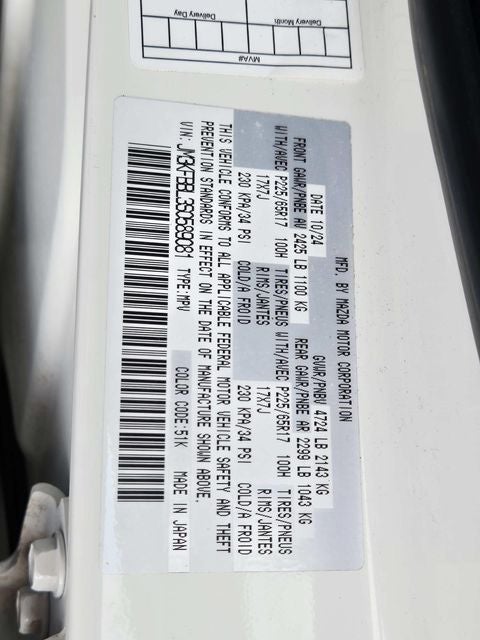 Delivery Day
Delivery Month
MVA#
MFD. BY MAZDA MOTOR CORPORATION
DATE 10/24 GVWR/PNBV 4724 LB 2143 KG
FRONT GAWR/PNBE AV 2425 LB 1100 KG REAR GAWR/PNBE AR 2299 LB 1043 KG
WITH/AVEC P225/65R17 100H TIRES/PNEUS WITH/AVEC P225/65R17 100H TIRES/PNEUS
17X7J RIMS/JANTES 17X7J RIMS/JANTES
230 KPA/34 PSI COLD/A FROID 230 KPA/34 PSI COLD/A FROID
THIS VEHICLE CONFORMS TO ALL APPLICABLE FEDERAL MOTOR VEHICLE SAFETY AND THEFT
PREVENTION STANDARDS IN EFFECT ON THE DATE OF MANUFACTURE SHOWN ABOVE.
VIN: JM3KFBBL3S0589081 TYPE:MPV COLOR CODE:51K MADE IN JAPAN